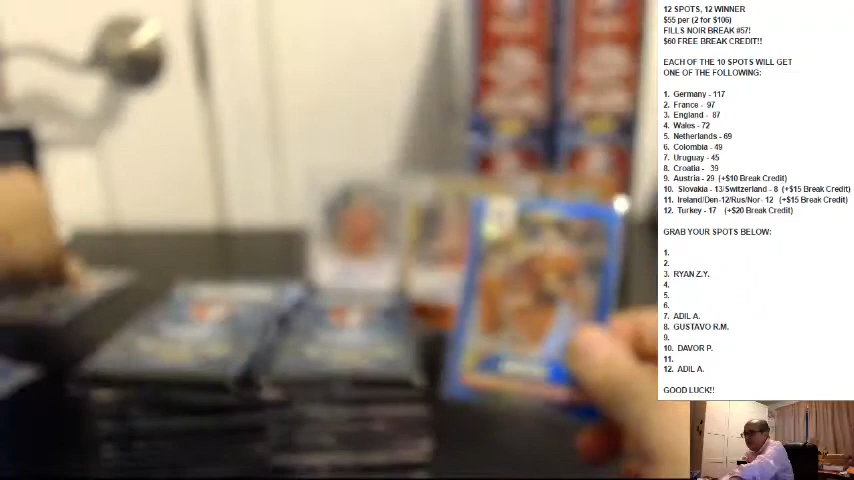 12 SPOTS, 12 WINNER
$55 per (2 for $106)
FILLS NOIR BREAK #57!
$60 FREE BREAK CREDIT!!
EACH OF THE 10 SPOTS WILL GET
ONE OF THE FOLLOWING:
1. Germany - 117
2. France - 97
3. England - 87
4. Wales - 72
5. Netherlands - 69
6. Colombia - 49
7. Uruguay - 45
8. Croatia - 39
9. Austria - 29 (+$10 Break Credit)
10. Slovakia - 13/Switzerland - 8 (+$15 Break Credit)
11. Ireland/Den-12/Rus/Nor- 12 (+$15 Break Credit)
12. Turkey - 17 (+$20 Break Credit)
GRAB YOUR SPOTS BELOW:
1.
2.
3. RYAN Z.Y.
4.
5.
6.
7. ADIL A.
8. GUSTAVO R.M.
9.
10. DAVOR P.
11.
12. ADIL A.
GOOD LUCK!!